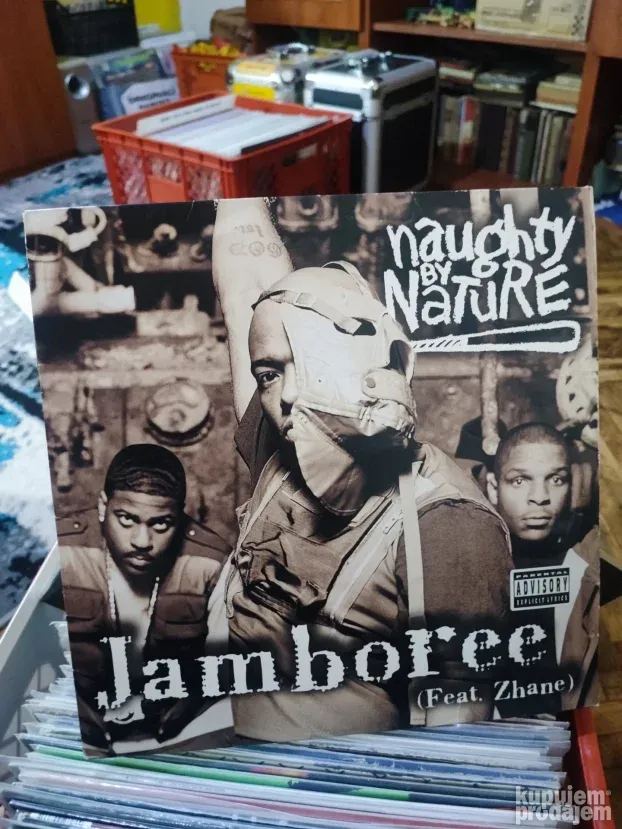 naughty
BY
NATURE
PARENTAL
ADVISORY
EXPLICIT LYRICS
Jamboree
(Feat. Zhane)
kupujem
prodajem